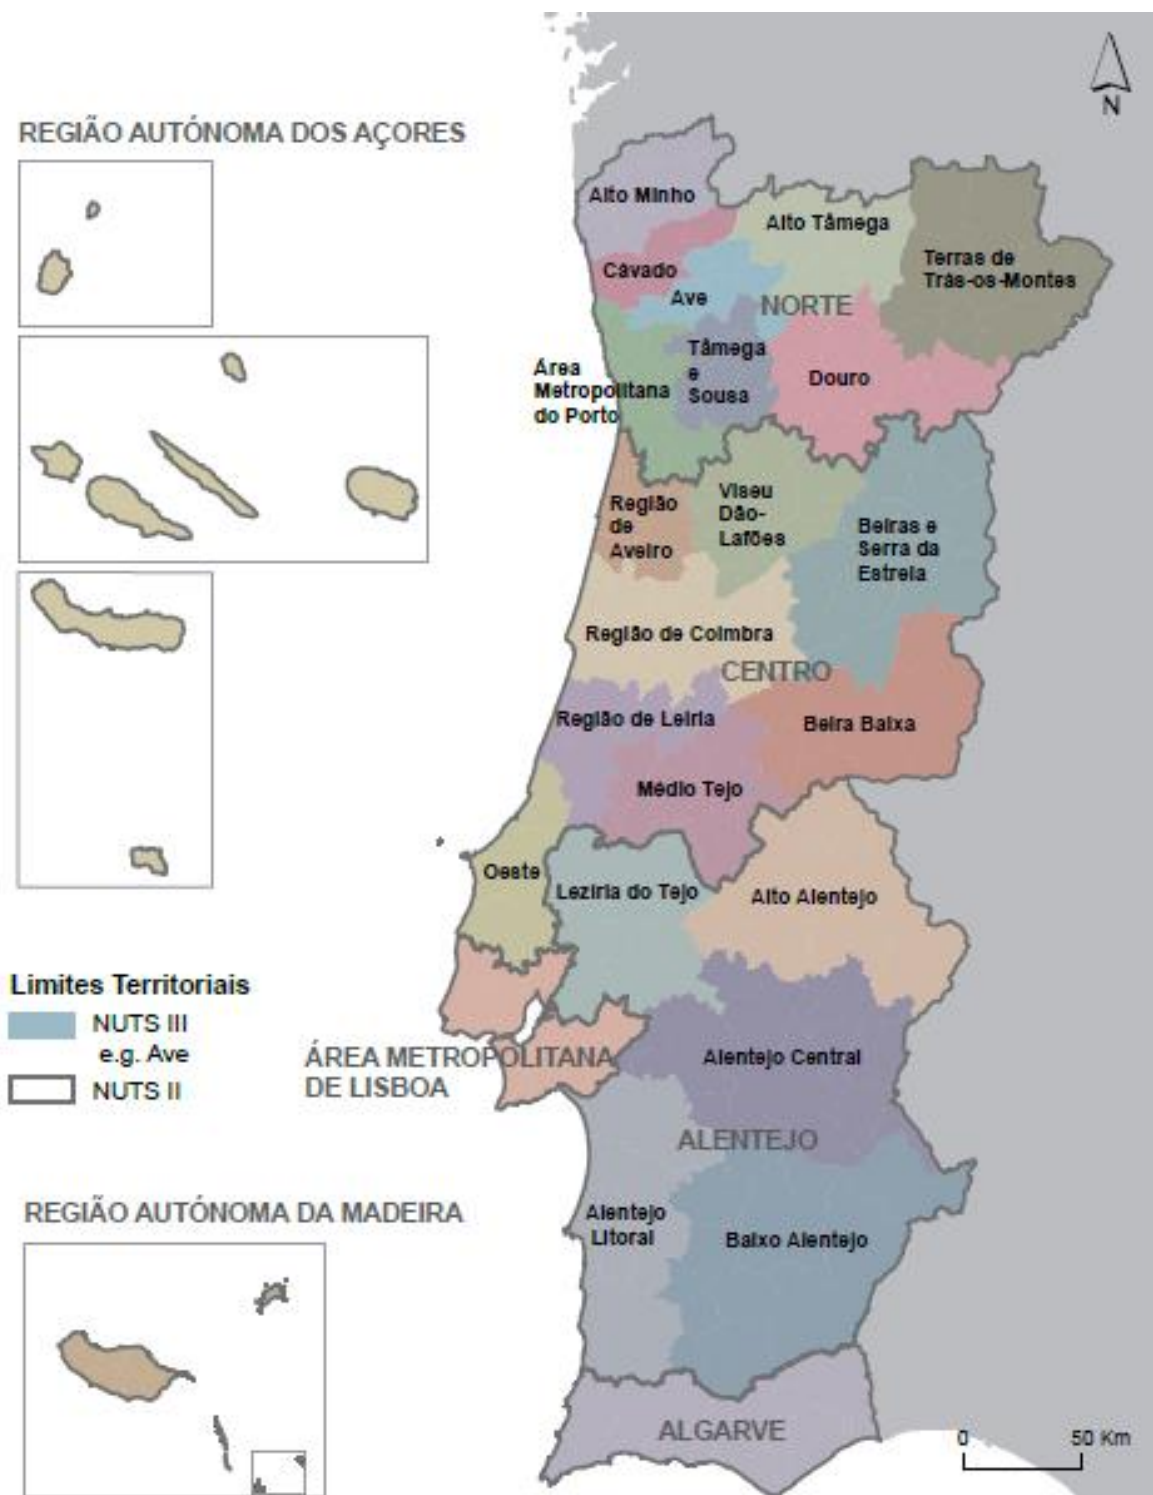 N
REGIÃO AUTÓNOMA DOS AÇORES
Alto Minho
Alto Tâmega
Terras de
Trás-os-Montes
Cávado
Ave
NORTE
Tâmega
e
Sousa
Área
Metropolitana
do Porto
Douro
Região
de
Aveiro
Viseu
Dão-
Lafões
Beiras e
Serra da
Estrela
Região de Coimbra
CENTRO
Região de Leiria
Beira Baixa
Médio Tejo
Oeste
Lezíria do Tejo
Alto Alentejo
Limites Territoriais
NUTS III
e.g. Ave
NUTS II
ÁREA METROPOLITANA
DE LISBOA
Alentejo Central
ALENTEJO
REGIÃO AUTÓNOMA DA MADEIRA
Alentejo
Litoral
Baixo Alentejo
ALGARVE
0 50 Km